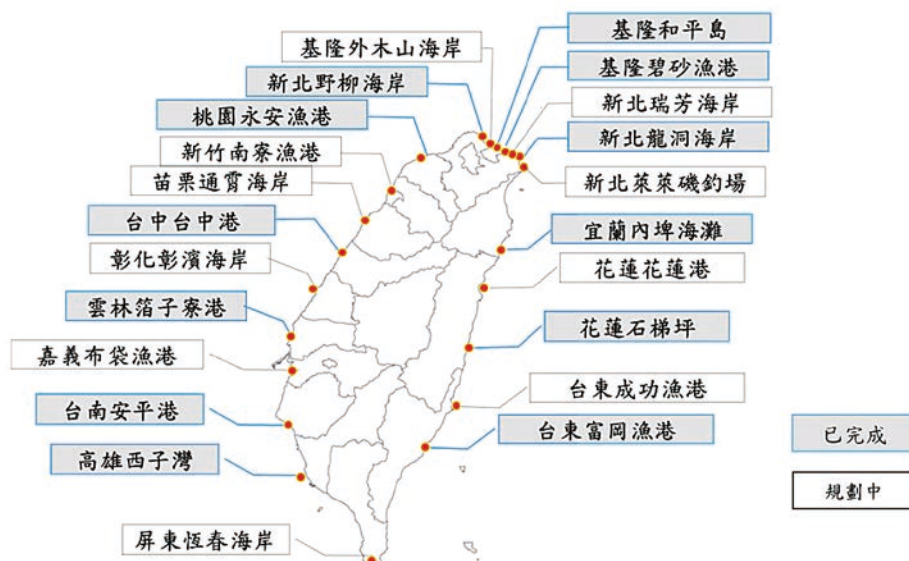 基隆外木山海岸
新北野柳海岸
桃園永安漁港
新竹南寮漁港
苗栗通霄海岸
台中台中港
彰化彰濱海岸
雲林箔子寮港
嘉義布袋漁港
台南安平港
高雄西子灣
屏東恆春海岸
基隆和平島
基隆碧砂漁港
新北瑞芳海岸
新北龍洞海岸
新北萊萊磯釣場
宜蘭內埤海灘
花蓮花蓮港
花蓮石梯坪
台東成功漁港
台東富岡漁港
已完成
規劃中